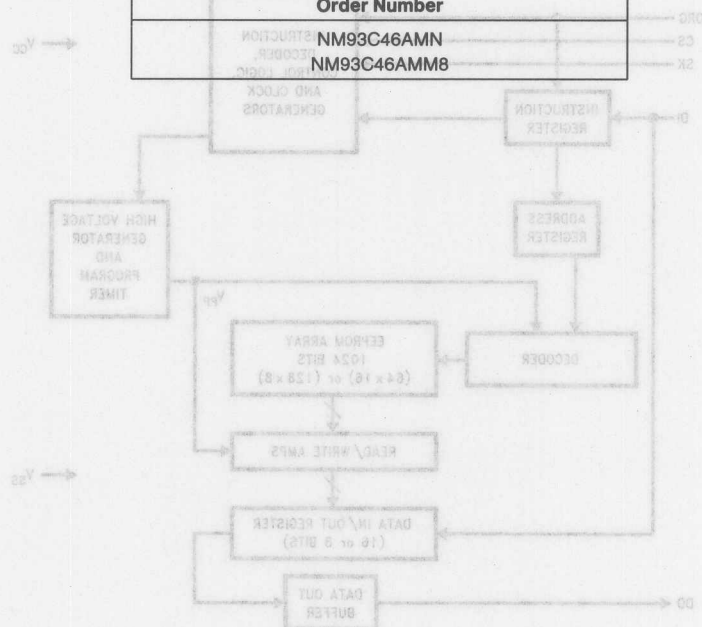 Order Number
NM93C46AMN
NM93C46AMM8
ORG
CS
SK
VCC
INSTRUCTION
DECODER,
CONTROL LOGIC,
AND CLOCK
GENERATORS
DI
INSTRUCTION
REGISTER
ADDRESS
REGISTER
HIGH VOLTAGE
GENERATOR
AND
PROGRAM
TIMER
VPP
EEPROM ARRAY
1024 BITS
(64 x 16) or (128 x 8)
DECODER
READ/WRITE AMPS
VSS
DATA IN/OUT REGISTER
(16 or 8 BITS)
DATA OUT
BUFFER
DO